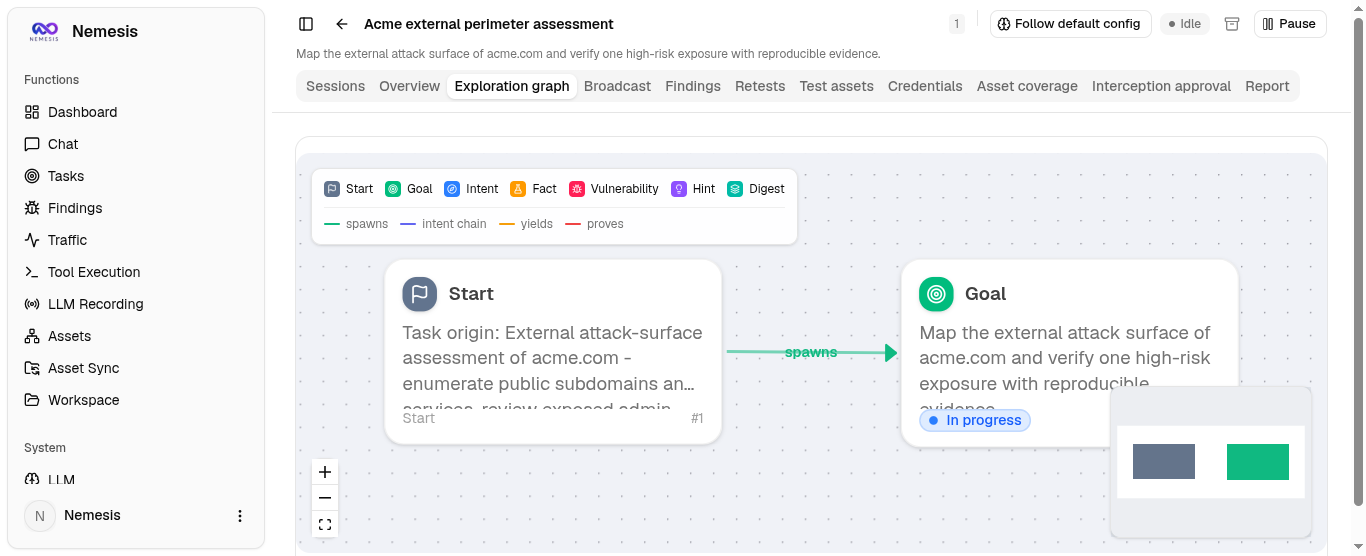 NEMESIS
Nemesis
Functions
Dashboard
Chat
Tasks
Findings
Traffic
Tool Execution
LLM Recording
Assets
Asset Sync
Workspace
System
LLM
N
Nemesis
Acme external perimeter assessment
1
Follow default config
Idle
Pause
Map the external attack surface of acme.com and verify one high-risk exposure with reproducible evidence.
Sessions
Overview
Exploration graph
Broadcast
Findings
Retests
Test assets
Credentials
Asset coverage
Interception approval
Report
Start
Goal
Intent
Fact
Vulnerability
Hint
Digest
spawns
intent chain
yields
proves
Start
Task origin: External attack-surface
assessment of acme.com -
enumerate public subdomains an...
services, review exposed admin
Start
#1
spawns
Goal
Map the external attack surface of
acme.com and verify one high-risk
exposure with reproducible
evidence.
In progress